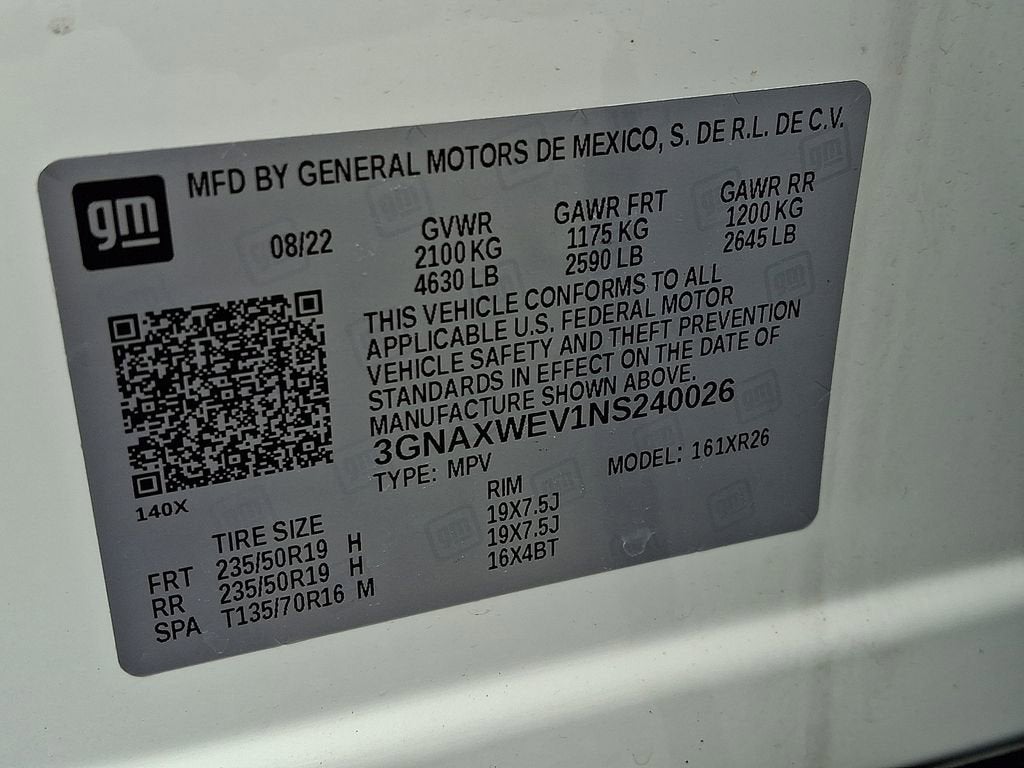 MFD BY GENERAL MOTORS DE MEXICO, S. DE R.L. DE C.V.
gm
08/22
GVWR
2100 KG
4630 LB
GAWR FRT
1175 KG
2590 LB
GAWR RR
1200 KG
2645 LB
THIS VEHICLE CONFORMS TO ALL
APPLICABLE U.S. FEDERAL MOTOR
VEHICLE SAFETY AND THEFT PREVENTION
STANDARDS IN EFFECT ON THE DATE OF
MANUFACTURE SHOWN ABOVE.
3GNAXWEV1NS240026
TYPE: MPV
MODEL: 161XR26
140X
TIRE SIZE RIM
FRT 235/50R19 H 19X7.5J
RR 235/50R19 H 19X7.5J
SPA T135/70R16 M 16X4BT